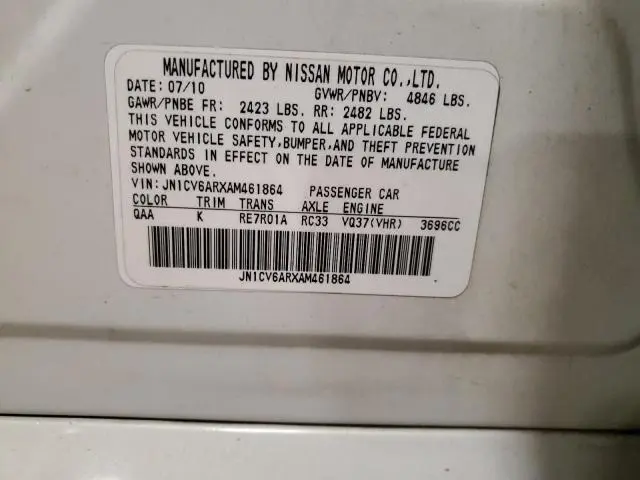 MANUFACTURED BY NISSAN MOTOR CO.,LTD.
DATE: 07/10 GVWR/PNBV: 4846 LBS.
GAWR/PNBE FR: 2423 LBS. RR: 2482 LBS.
THIS VEHICLE CONFORMS TO ALL APPLICABLE FEDERAL
MOTOR VEHICLE SAFETY,BUMPER,AND THEFT PREVENTION
STANDARDS IN EFFECT ON THE DATE OF MANUFACTURE
SHOWN ABOVE.
VIN: JN1CV6ARXAM461864 PASSENGER CAR
COLOR TRIM TRANS AXLE ENGINE
QAA K RE7R01A RC33 VQ37(VHR) 3696CC
JN1CV6ARXAM461864